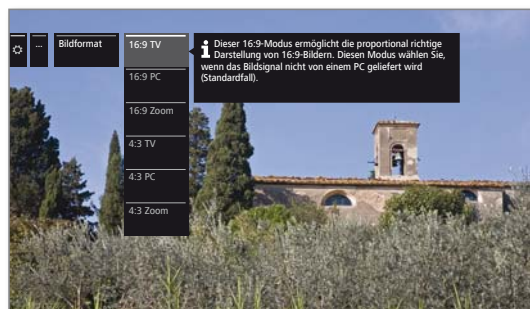 ...
Bildformat
16:9 TV
16:9 PC
16:9 Zoom
4:3 TV
4:3 PC
4:3 Zoom
i Dieser 16:9-Modus ermöglicht die proportional richtige
Darstellung von 16:9-Bildern. Diesen Modus wählen Sie,
wenn das Bildsignal nicht von einem PC geliefert wird
(Standardfall).